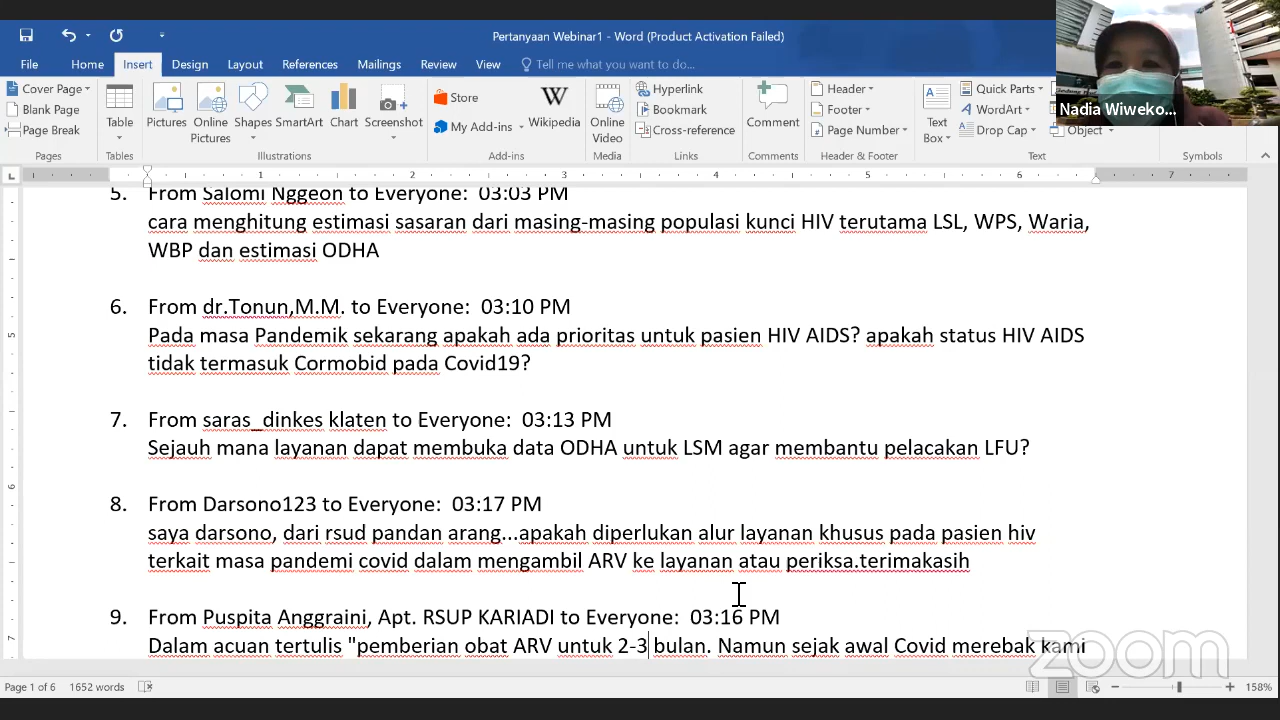 Pertanyaan Webinar1 - Word (Product Activation Failed)
File Home Insert Design Layout References Mailings Review View Tell me what you want to do...
Cover Page
Blank Page
Page Break
Pages
Table
Tables
Pictures
Online Pictures
Shapes
SmartArt
Chart
Screenshot
Illustrations
Store
My Add-ins
Wikipedia
Add-ins
Online Video
Media
Hyperlink
Bookmark
Cross-reference
Links
Comment
Comments
Header
Footer
Page Number
Header & Footer
Text Box
Quick Parts
WordArt
Drop Cap
Object
Text
Symbols
Nadia Wiweko...
1 2 3 4 5 6 7
5. From Salomi Nggeon to Everyone: 03:03 PM
cara menghitung estimasi sasaran dari masing-masing populasi kunci HIV terutama LSL, WPS, Waria,
WBP dan estimasi ODHA
6. From dr.Tonun,M.M. to Everyone: 03:10 PM
Pada masa Pandemik sekarang apakah ada prioritas untuk pasien HIV AIDS? apakah status HIV AIDS
tidak termasuk Cormobid pada Covid19?
7. From saras_dinkes klaten to Everyone: 03:13 PM
Sejauh mana layanan dapat membuka data ODHA untuk LSM agar membantu pelacakan LFU?
8. From Darsono123 to Everyone: 03:17 PM
saya darsono, dari rsud pandan arang...apakah diperlukan alur layanan khusus pada pasien hiv
terkait masa pandemi covid dalam mengambil ARV ke layanan atau periksa.terimakasih
9. From Puspita Anggraini, Apt. RSUP KARIADI to Everyone: 03:16 PM
Dalam acuan tertulis "pemberian obat ARV untuk 2-3 bulan. Namun sejak awal Covid merebak kami
zoom
Page 1 of 6 1652 words 158%